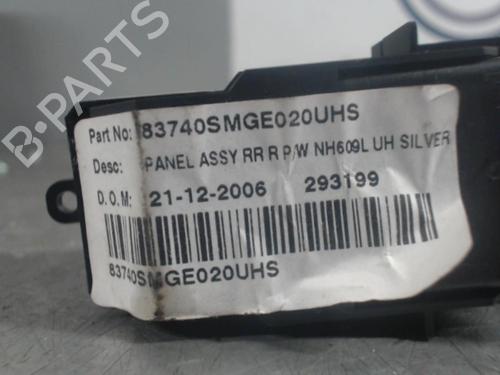 B-PARTS
Part No: 83740SMGE020UHS
Desc: PANEL ASSY RR R P/W NH609L UH SILVER
D.O.M: 21-12-2006 293199
83740SMGE020UHS